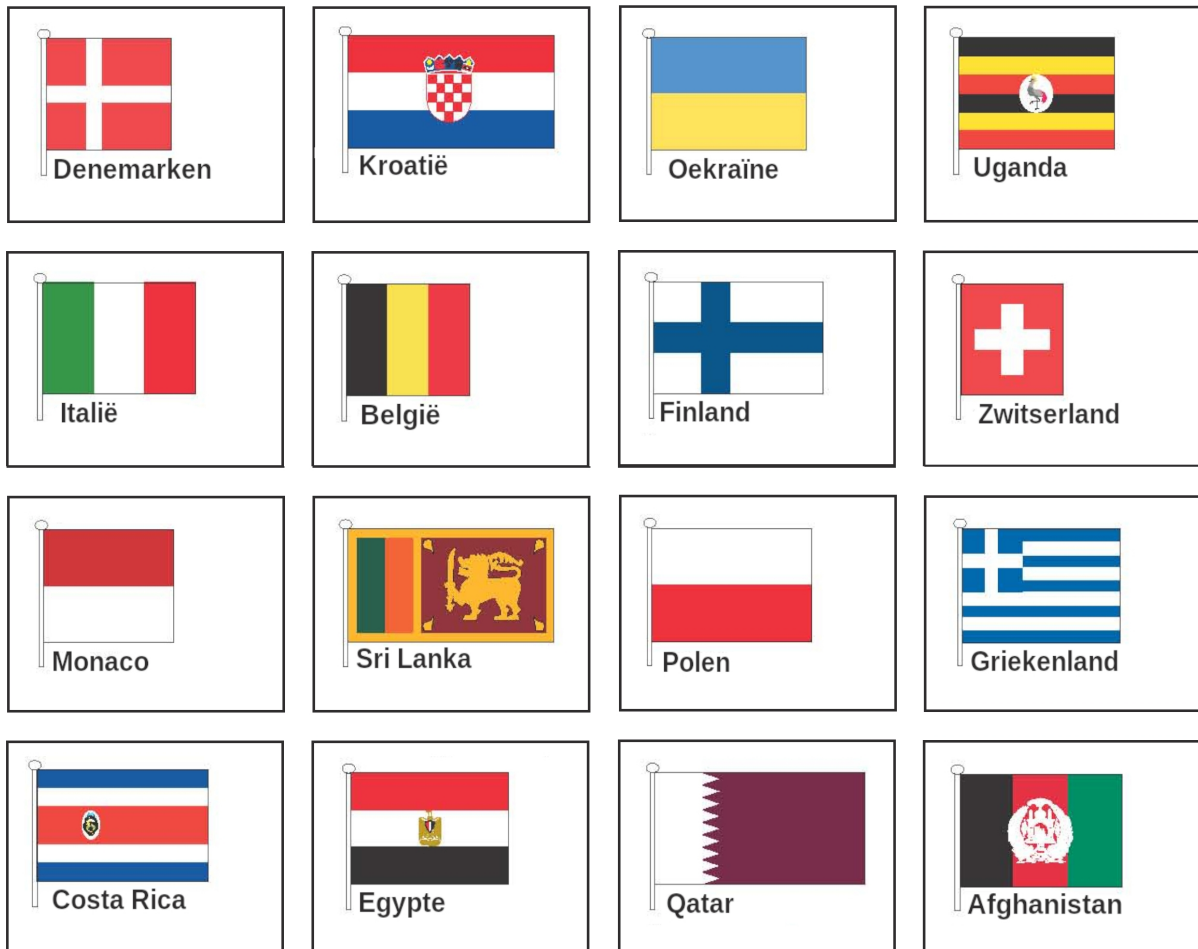 Denemarken
Kroatië
Oekraïne
Uganda
Italië
België
Finland
Zwitserland
Monaco
Sri Lanka
Polen
Griekenland
Costa Rica
Egypte
Qatar
Afghanistan